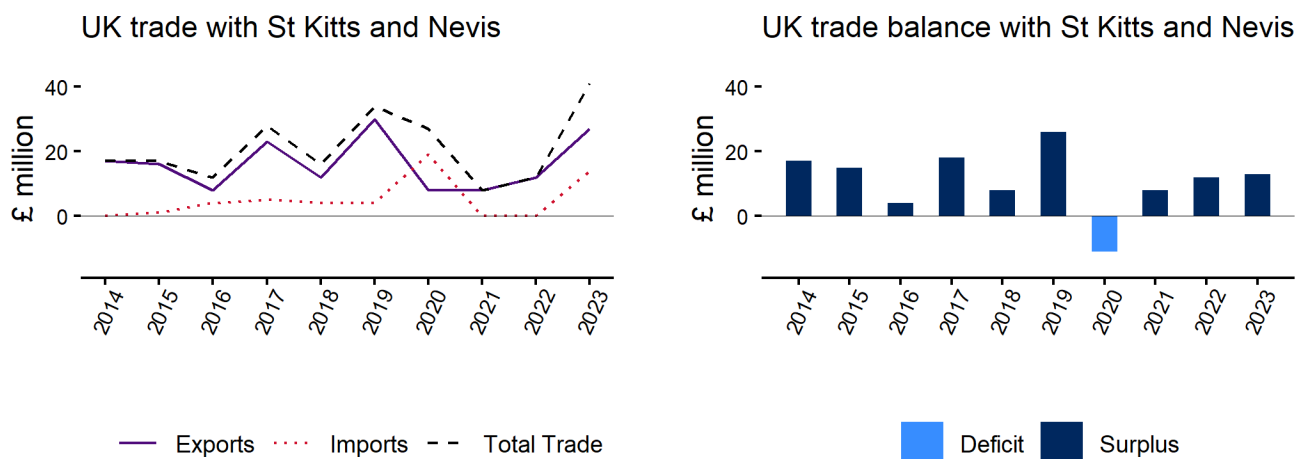 UK trade with St Kitts and Nevis
£ million
40
20
0
2014 2015 2016 2017 2018 2019 2020 2021 2022 2023
Exports Imports Total Trade
UK trade balance with St Kitts and Nevis
£ million
40
20
0
2014 2015 2016 2017 2018 2019 2020 2021 2022 2023
Deficit Surplus